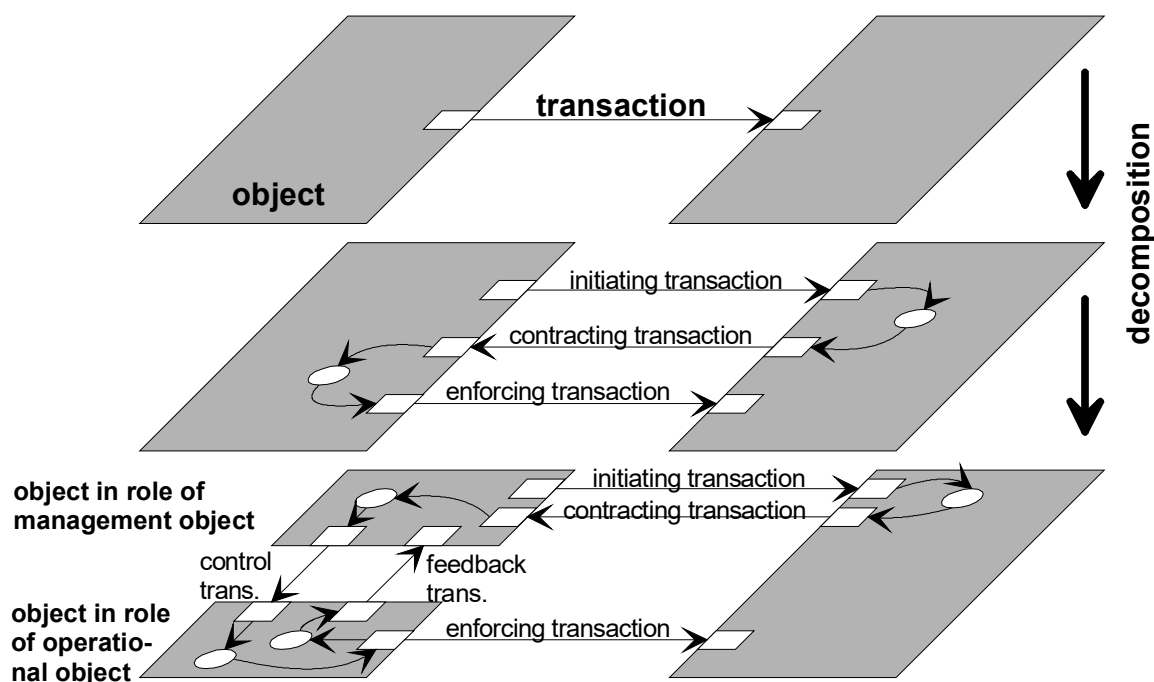 transaction
object
decomposition
initiating transaction
contracting transaction
enforcing transaction
object in role of
management object
initiating transaction
contracting transaction
control
trans.
feedback
trans.
object in role
of operatio-
nal object
enforcing transaction